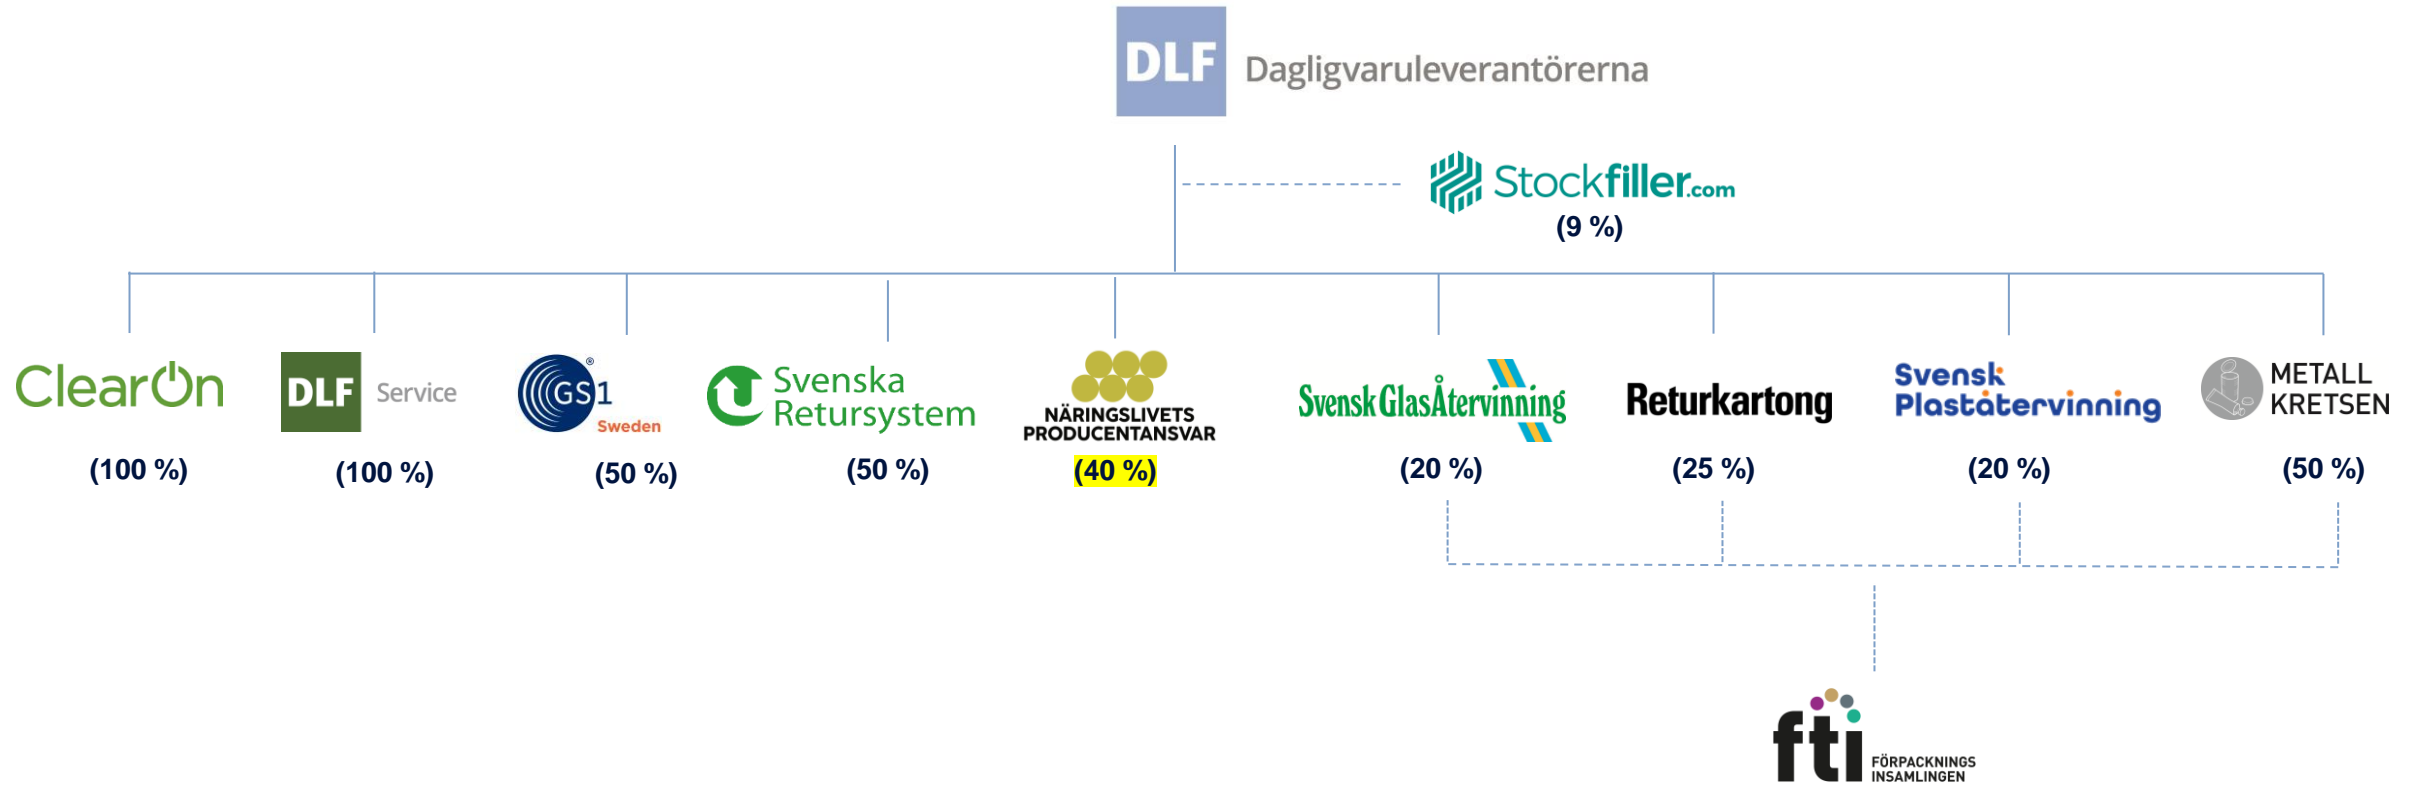 DLF Dagligvaruleverantörerna
Stockfiller.com
(9 %)
ClearOn
(100 %)
DLF Service
(100 %)
GS1 ®
Sweden
(50 %)
Svenska
Retursystem
(50 %)
NÄRINGSLIVETS
PRODUCENTANSVAR
(40 %)
Svensk GlasÅtervinning
(20 %)
Returkartong
(25 %)
Svensk
Plaståtervinning
(20 %)
METALL
KRETSEN
(50 %)
fti FÖRPACKNINGS
INSAMLINGEN